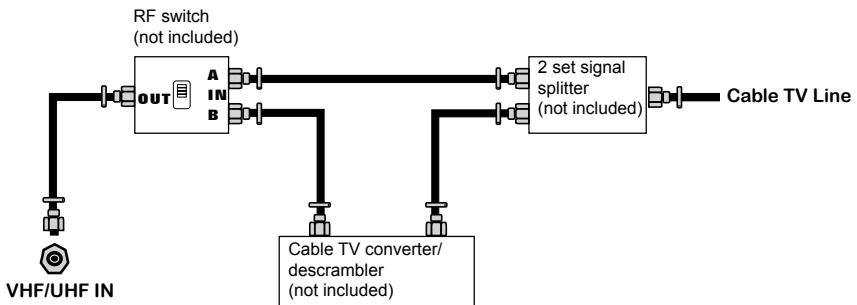 RF switch
(not included)
OUT
A
IN
B
2 set signal
splitter
(not included)
Cable TV Line
Cable TV converter/
descrambler
(not included)
VHF/UHF IN